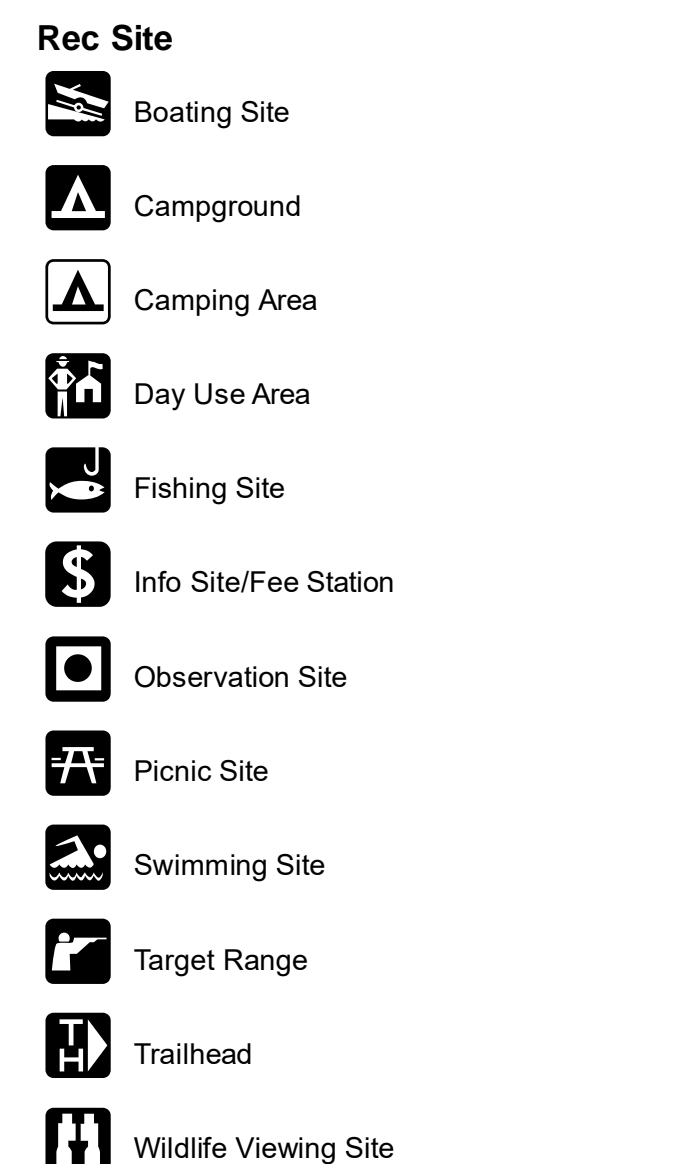 Rec Site
Boating Site
Campground
Camping Area
Day Use Area
Fishing Site
$
Info Site/Fee Station
Observation Site
Picnic Site
Swimming Site
Target Range
T
H
Trailhead
Wildlife Viewing Site